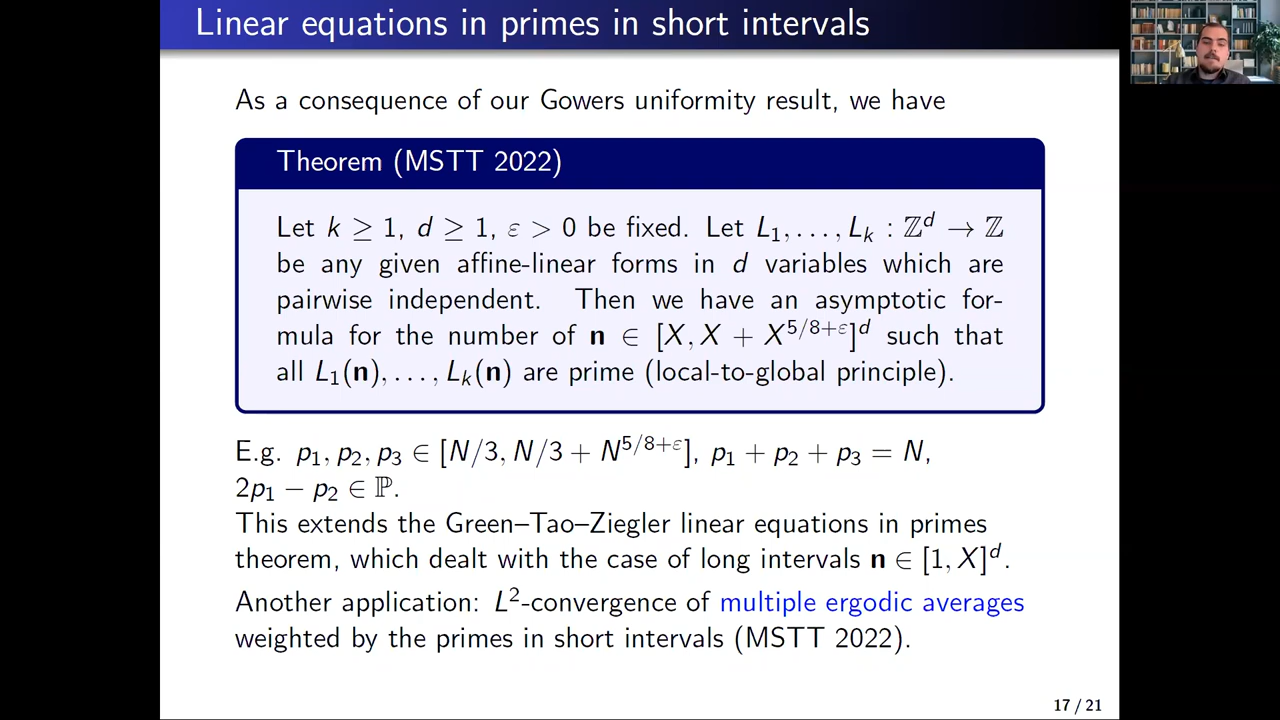 Linear equations in primes in short intervals
As a consequence of our Gowers uniformity result, we have
Theorem (MSTT 2022)
Let k ≥ 1, d ≥ 1, ε > 0 be fixed. Let L₁, . . . , Lₖ : ℤᵈ → ℤ
be any given affine-linear forms in d variables which are
pairwise independent. Then we have an asymptotic for-
mula for the number of n ∈ [X, X + X^{5/8+ε}]^d such that
all L₁(n), . . . , Lₖ(n) are prime (local-to-global principle).
E.g. p₁, p₂, p₃ ∈ [N/3, N/3 + N^{5/8+ε}], p₁ + p₂ + p₃ = N,
2p₁ − p₂ ∈ ℙ.
This extends the Green–Tao–Ziegler linear equations in primes
theorem, which dealt with the case of long intervals n ∈ [1, X]^d.
Another application: L²-convergence of multiple ergodic averages
weighted by the primes in short intervals (MSTT 2022).
17 / 21